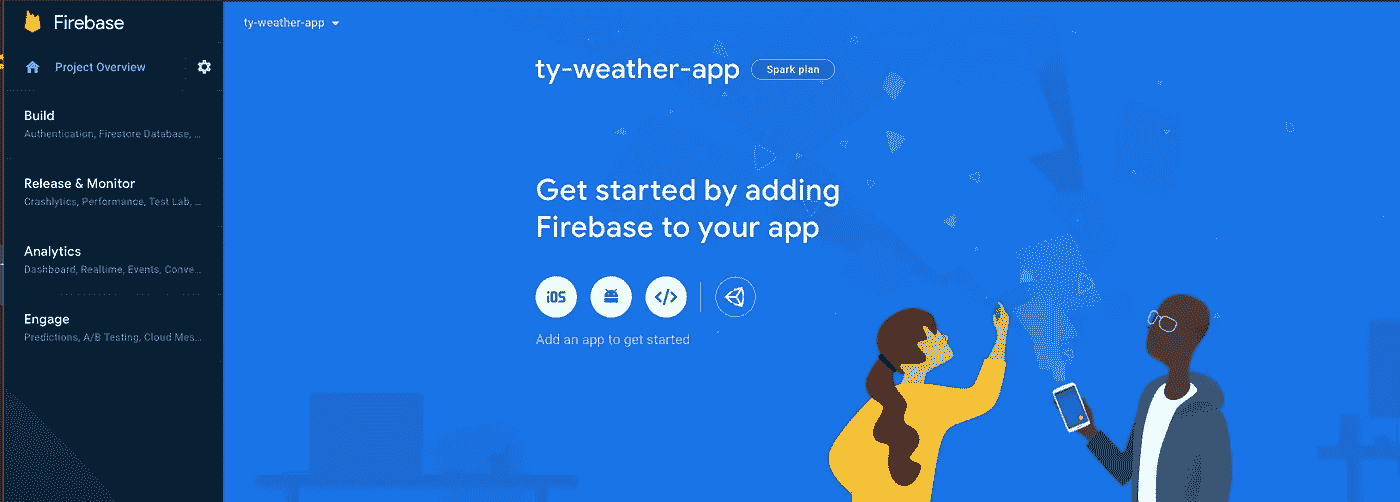 Firebase
Project Overview
Build
Authentication, Firestore Database, ...
Release & Monitor
Crashlytics, Performance, Test Lab, ...
Analytics
Dashboard, Realtime, Events, Conve...
Engage
Predictions, A/B Testing, Cloud Mes...
ty-weather-app
ty-weather-app
Spark plan
Get started by adding
Firebase to your app
iOS
</>
Add an app to get started